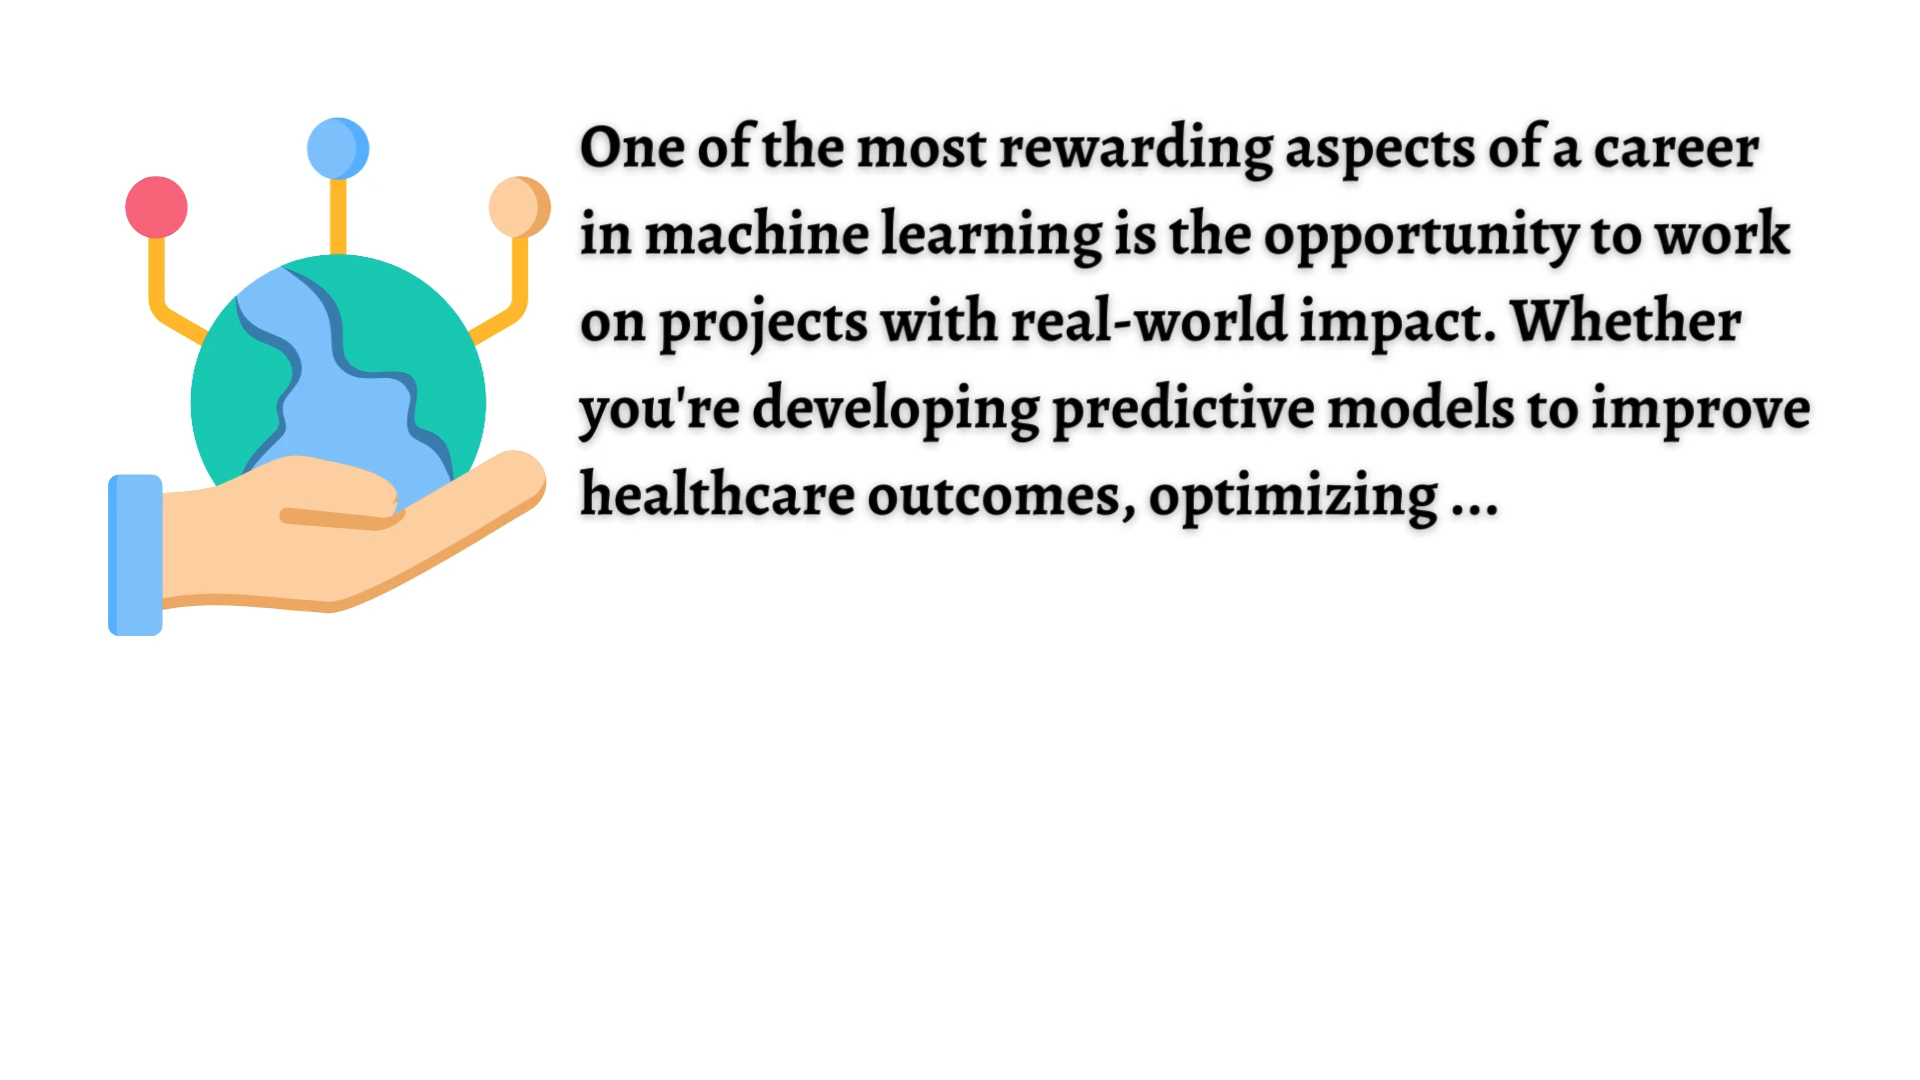 One of the most rewarding aspects of a career
in machine learning is the opportunity to work
on projects with real-world impact. Whether
you're developing predictive models to improve
healthcare outcomes, optimizing ...